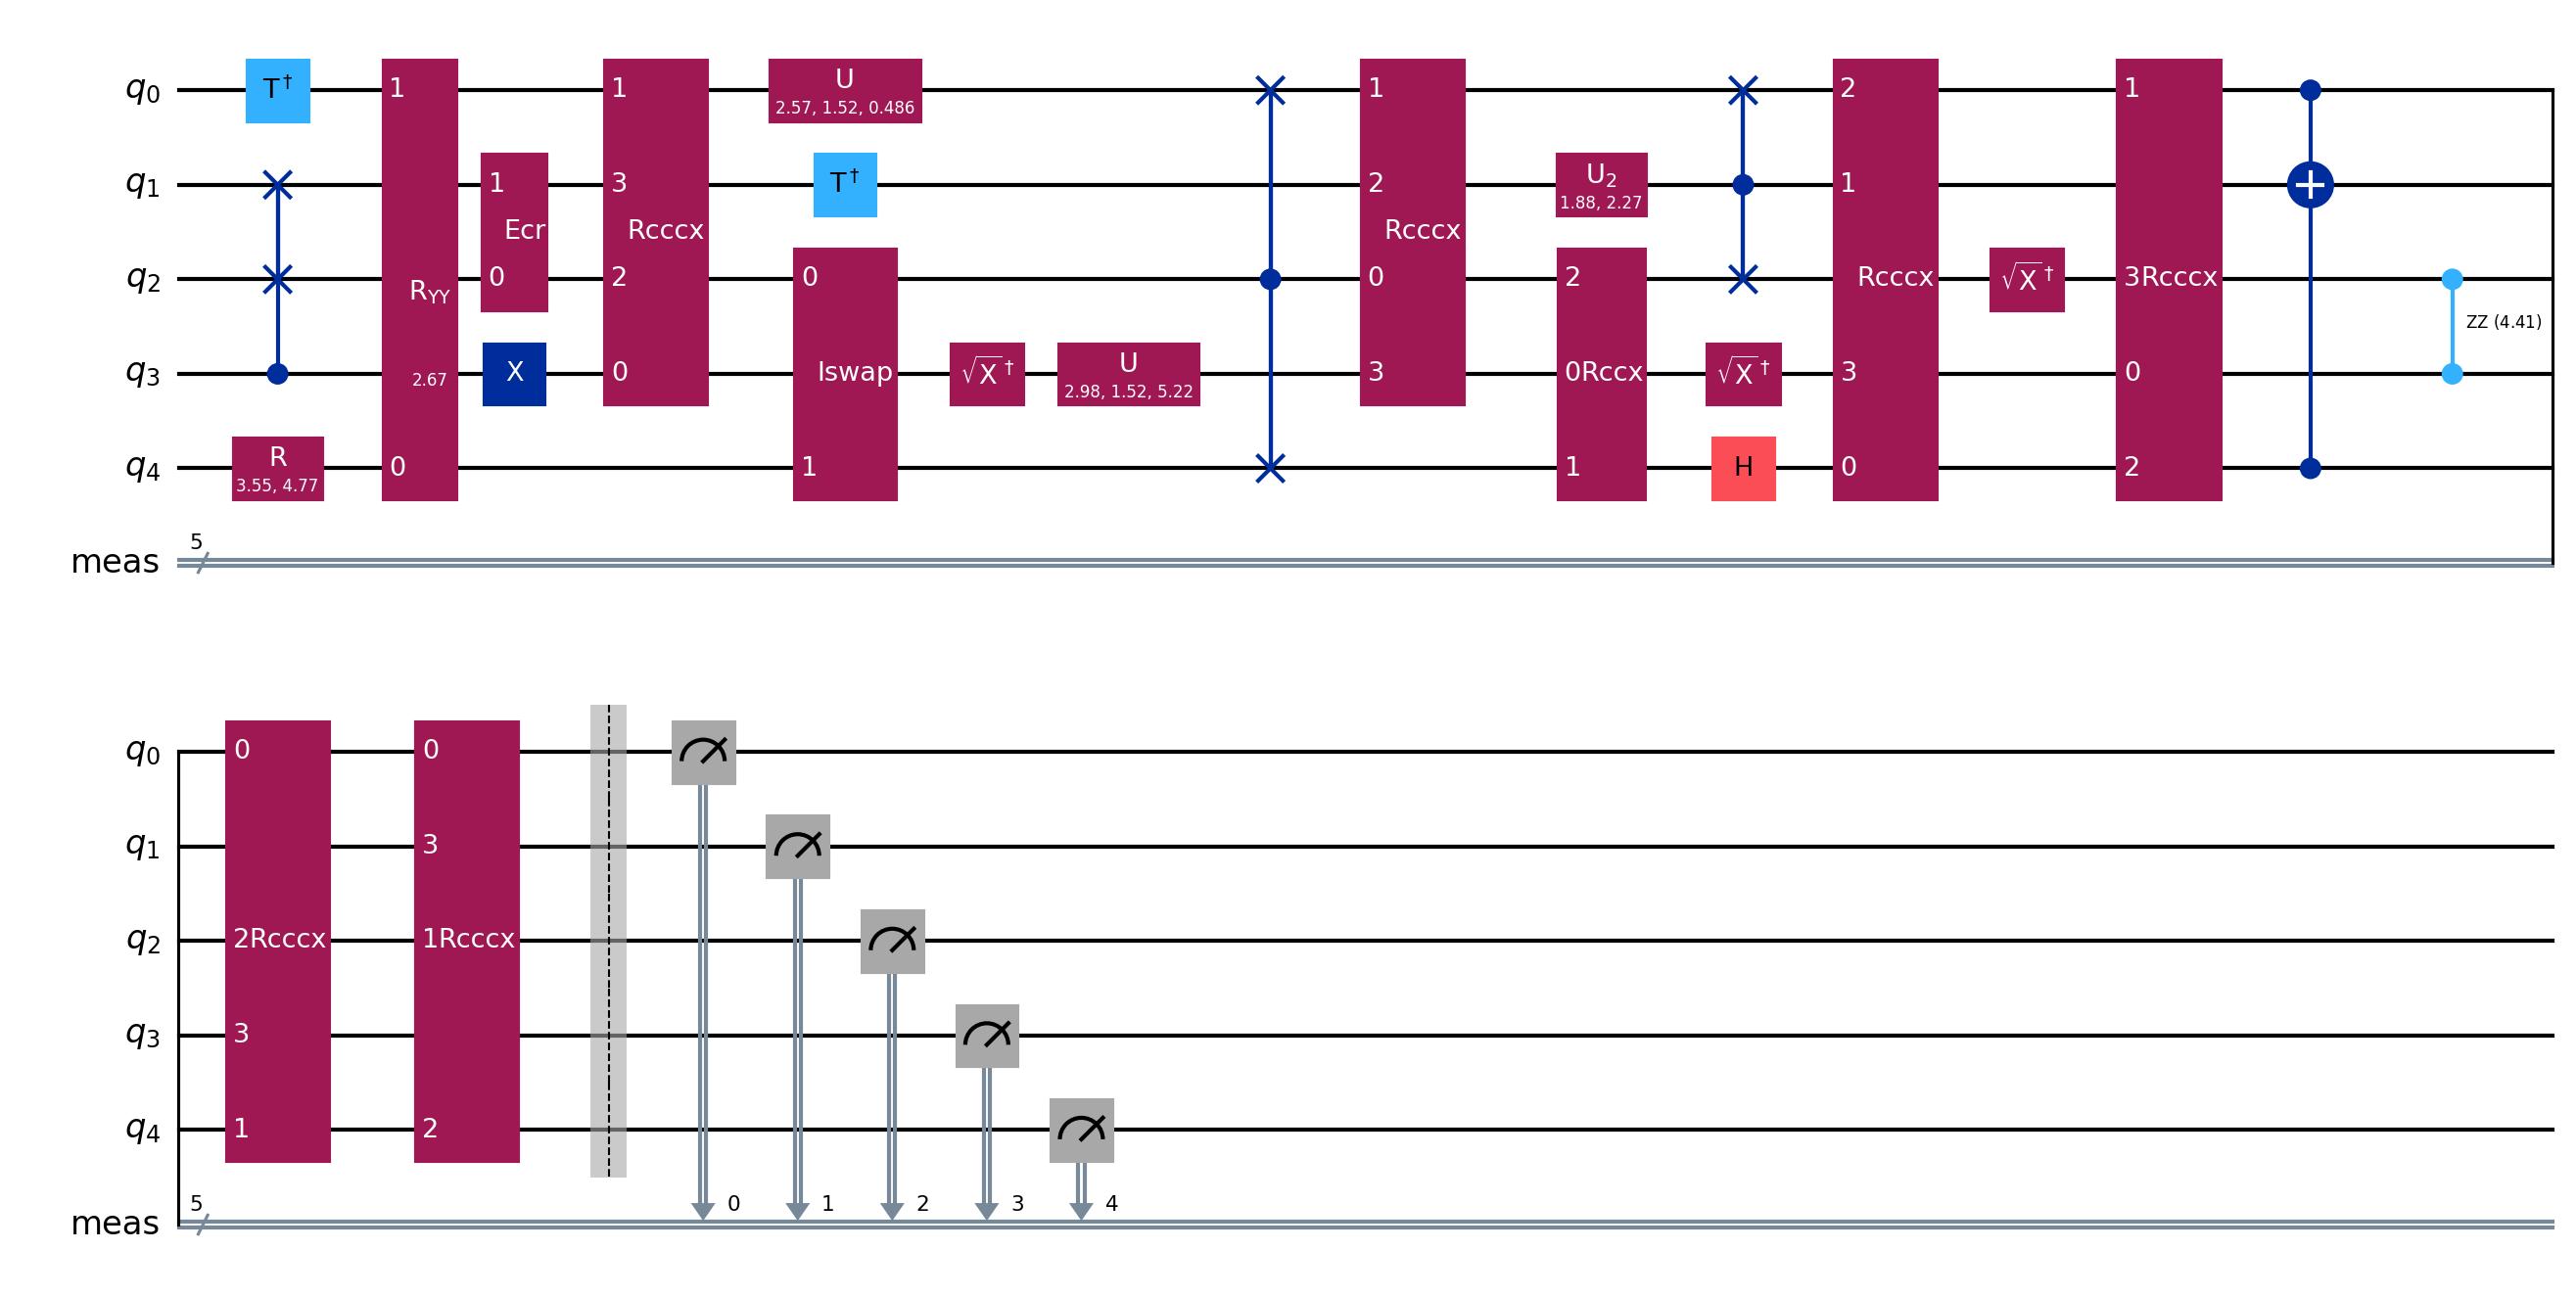 q0 T† 1 1 U 2.57, 1.52, 0.486 1 2 1
q1 1 3 T† 2 U2 1.88, 2.27 1
Ecr Rcccx Rcccx
q2 RYY 0 2 0 0 2 Rcccx √X† 3Rcccx
ZZ (4.41)
q3 2.67 X 0 Iswap √X† U 2.98, 1.52, 5.22 3 0Rccx √X† 3 0
q4 R 3.55, 4.77 0 1 1 H 0 2
5
meas
q0 0 0
q1 3
q2 2Rcccx 1Rcccx
q3 3
q4 1 2
5 0 1 2 3 4
meas